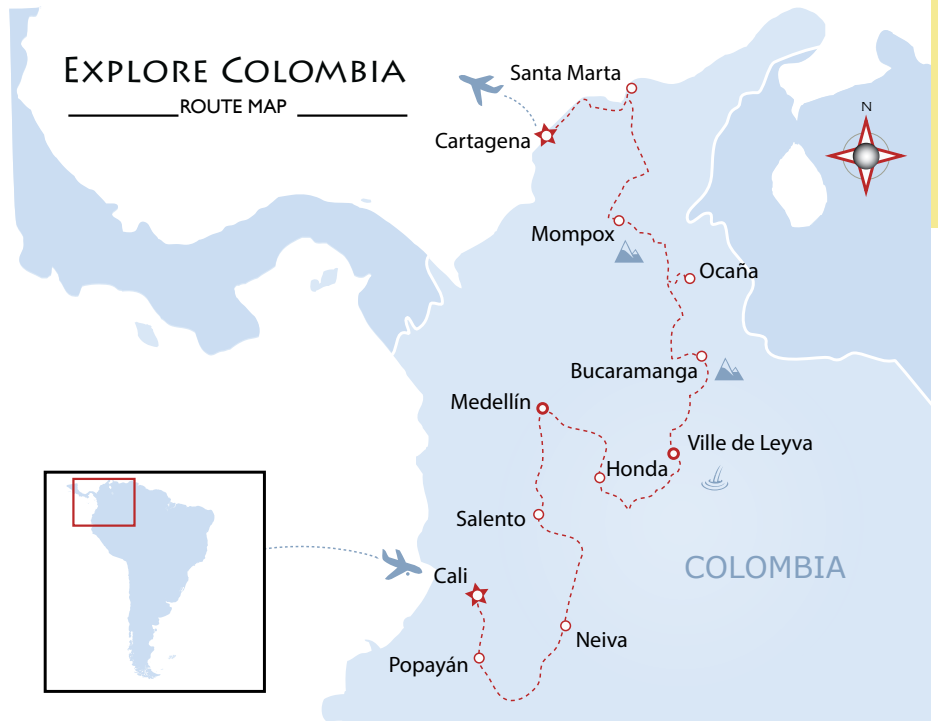 EXPLORE COLOMBIA
ROUTE MAP
Santa Marta
Cartagena
N
Mompox
Ocaña
Bucaramanga
Medellín
Ville de Leyva
Honda
Salento
COLOMBIA
Cali
Neiva
Popayán